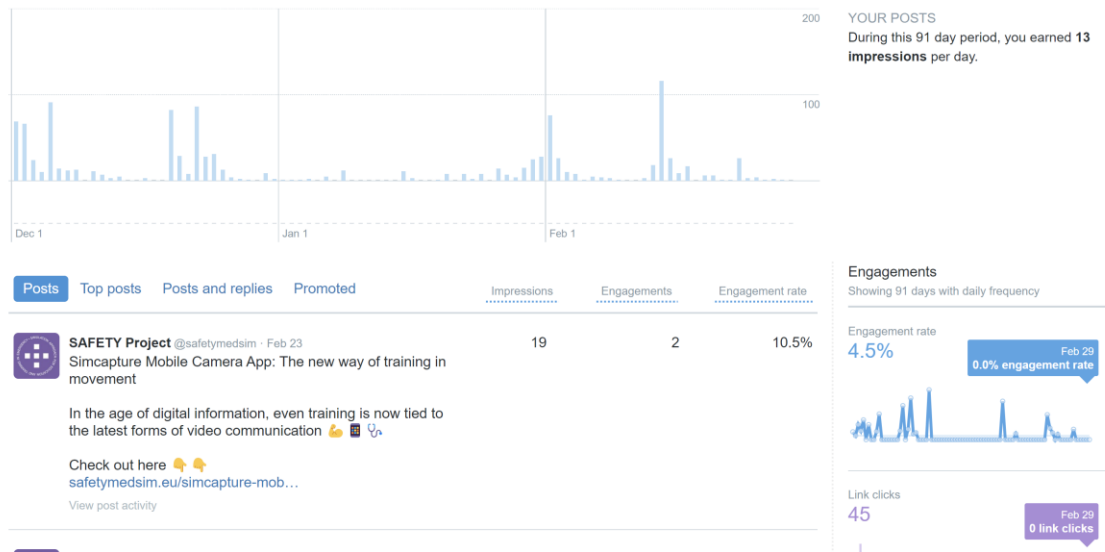 200
YOUR POSTS
During this 91 day period, you earned 13
impressions per day.
100
Dec 1
Jan 1
Feb 1
Posts
Top posts
Posts and replies
Promoted
Impressions
Engagements
Engagement rate
SAFETY Project @safetymedsim · Feb 23
19
2
10.5%
Simcapture Mobile Camera App: The new way of training in
movement
In the age of digital information, even training is now tied to
the latest forms of video communication 💪 📱 🩺
Check out here 👇 👇
safetymedsim.eu/simcapture-mob…
View post activity
Engagements
Showing 91 days with daily frequency
Engagement rate
4.5%
Feb 29
0.0% engagement rate
Link clicks
45
Feb 29
0 link clicks